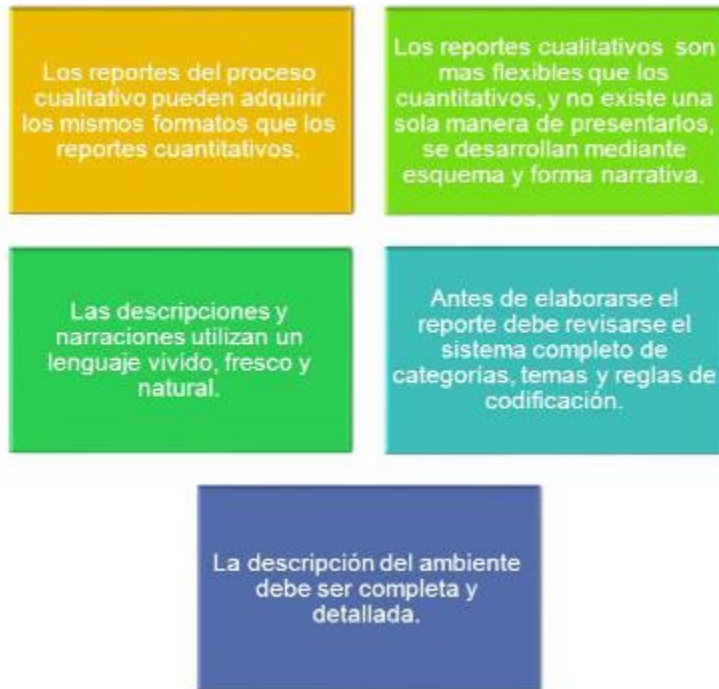 Los reportes del proceso
cualitativo pueden adquirir
los mismos formatos que los
reportes cuantitativos.
Los reportes cualitativos son
mas flexibles que los
cuantitativos, y no existe una
sola manera de presentarlos,
se desarrollan mediante
esquema y forma narrativa.
Las descripciones y
narraciones utilizan un
lenguaje vivido, fresco y
natural.
Antes de elaborarse el
reporte debe revisarse el
sistema completo de
categorías, temas y reglas de
codificación.
La descripción del ambiente
debe ser completa y
detallada.